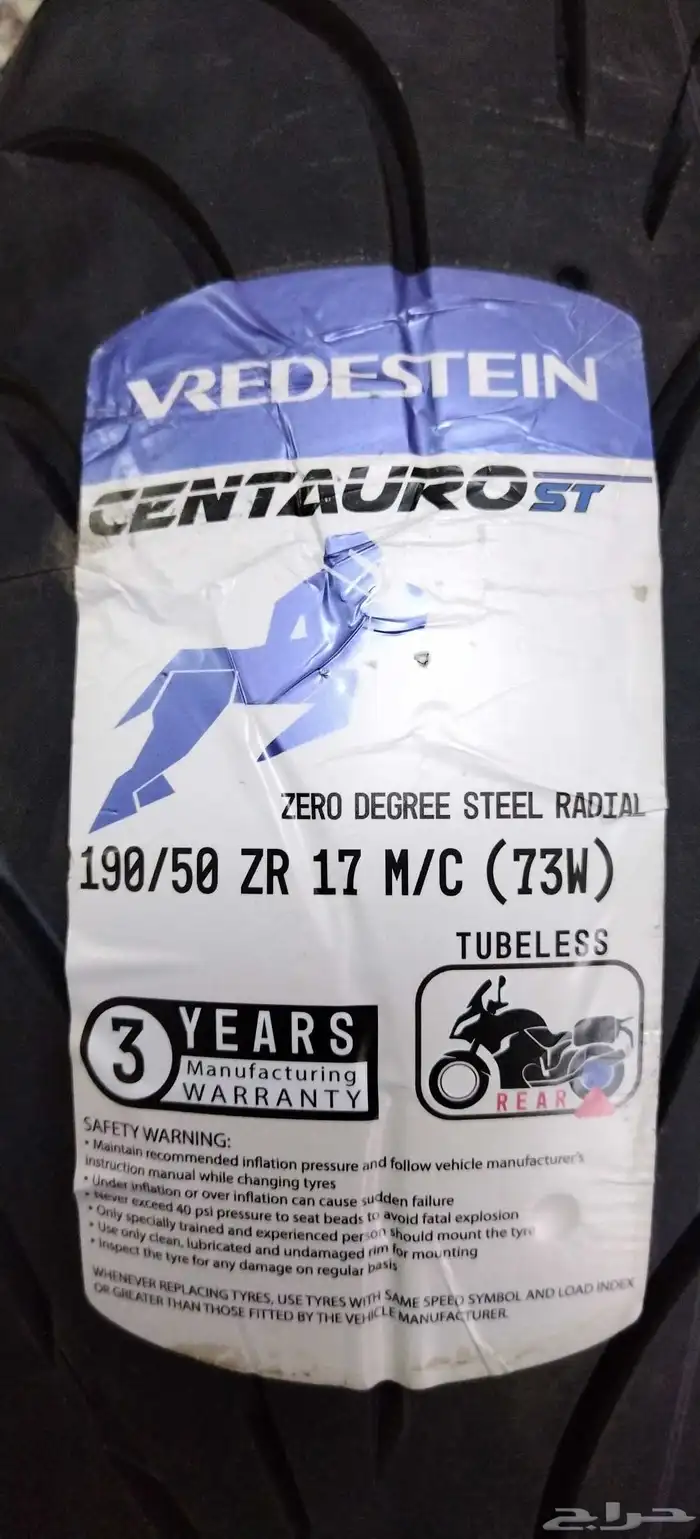 VREDESTEIN
CENTAURO ST
ZERO DEGREE STEEL RADIAL
190/50 ZR 17 M/C (73W)
TUBELESS
REAR
3 YEARS
Manufacturing
WARRANTY
SAFETY WARNING:
• Maintain recommended inflation pressure and follow vehicle manufacturer's
instruction manual while changing tyres
• Under inflation or over inflation can cause sudden failure
• Never exceed 40 psi pressure to seat beads to avoid fatal explosion
• Only specially trained and experienced person should mount the tyre
• Use only clean, lubricated and undamaged rim for mounting
• Inspect the tyre for any damage on regular basis
WHENEVER REPLACING TYRES, USE TYRES WITH SAME SPEED SYMBOL AND LOAD INDEX
OR GREATER THAN THOSE FITTED BY THE VEHICLE MANUFACTURER.
حراج